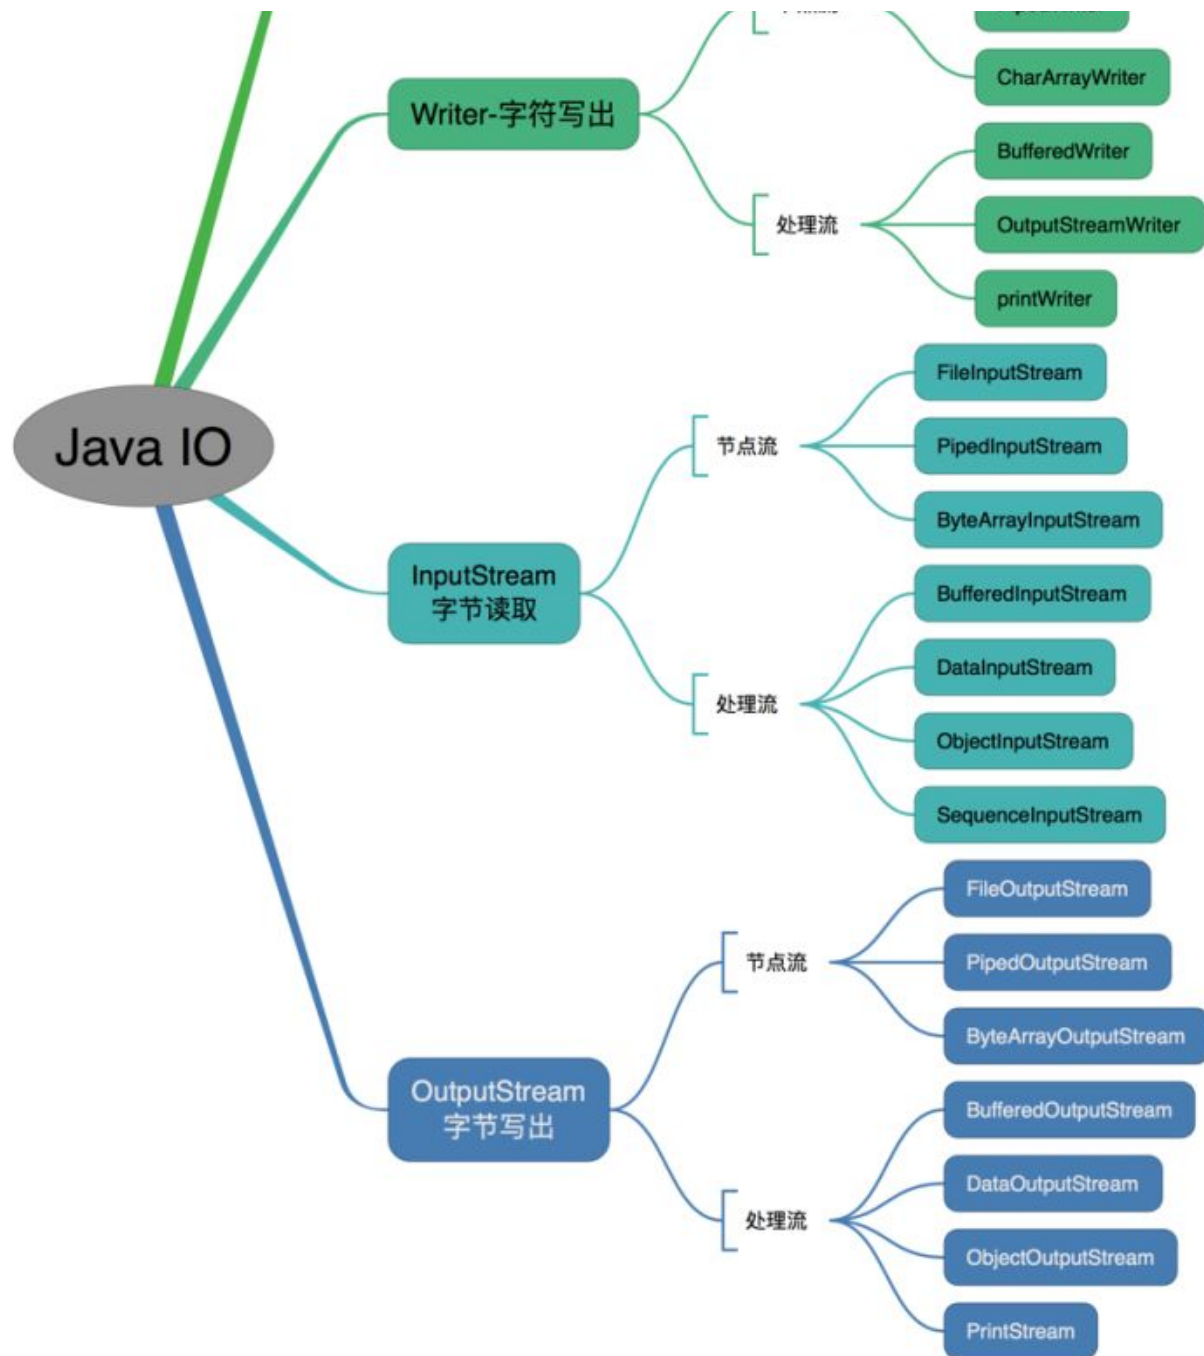 CharArrayWriter
Writer-字符写出
BufferedWriter
处理流
OutputStreamWriter
printWriter
FileInputStream
Java IO
节点流
PipedInputStream
ByteArrayInputStream
InputStream
字节读取
BufferedInputStream
DataInputStream
处理流
ObjectInputStream
SequenceInputStream
FileOutputStream
节点流
PipedOutputStream
ByteArrayOutputStream
OutputStream
字节写出
BufferedOutputStream
DataOutputStream
处理流
ObjectOutputStream
PrintStream